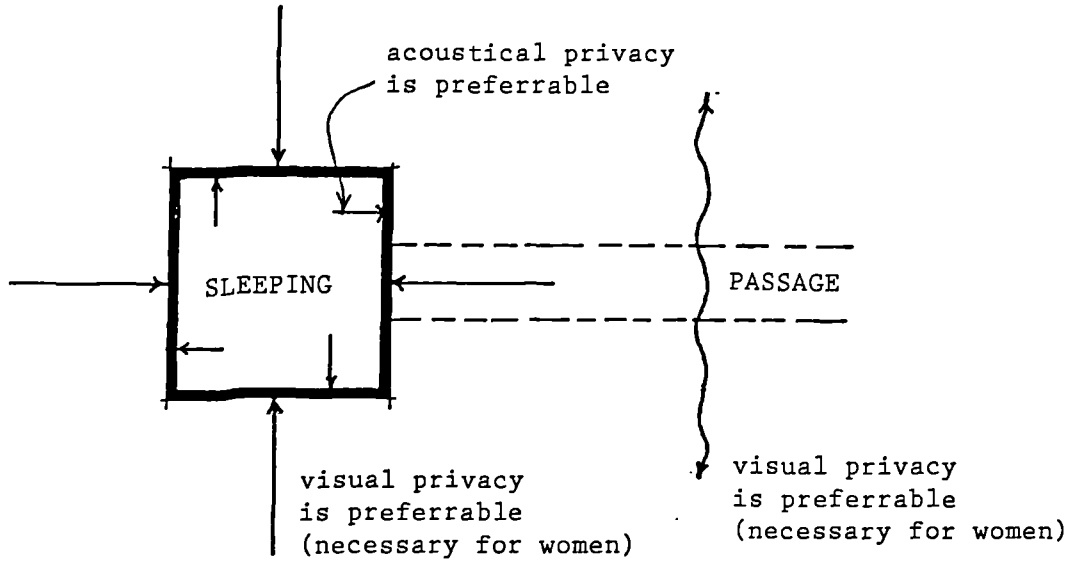 acoustical privacy
is preferrable
SLEEPING
PASSAGE
visual privacy
is preferrable
(necessary for women)
visual privacy
is preferrable
(necessary for women)